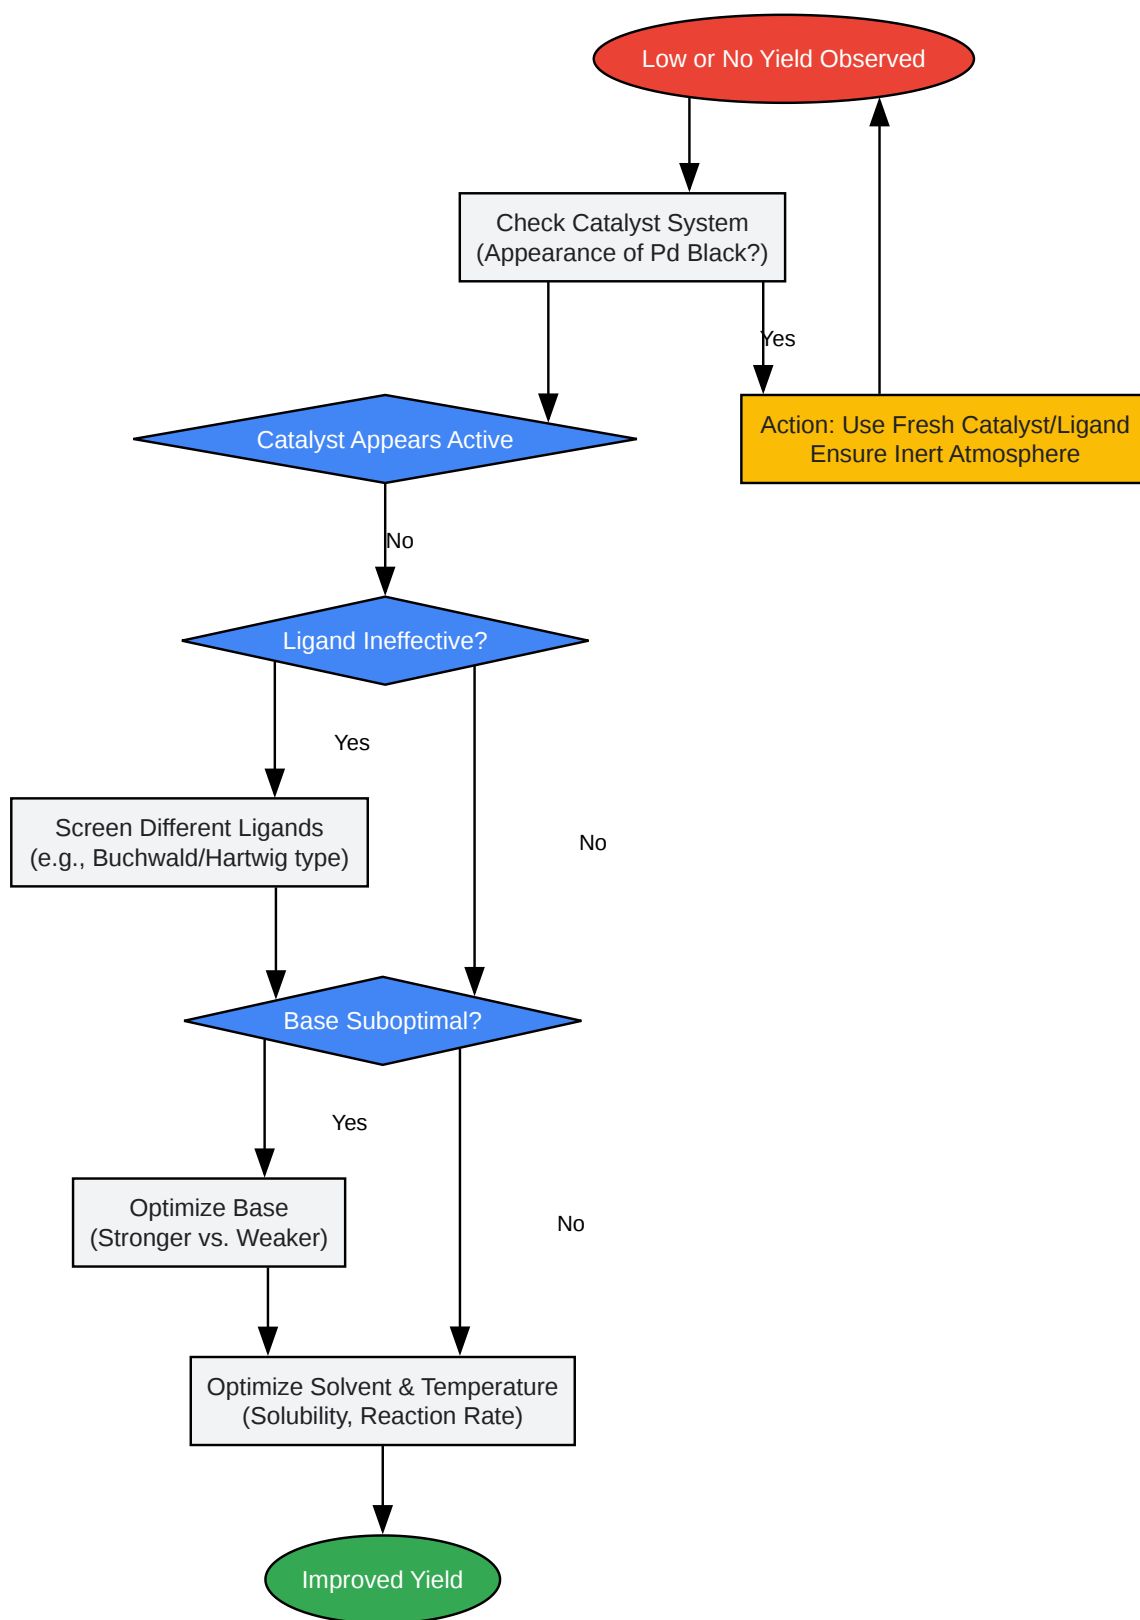 Low or No Yield Observed
Check Catalyst System
(Appearance of Pd Black?)
Yes
Catalyst Appears Active
Action: Use Fresh Catalyst/Ligand
Ensure Inert Atmosphere
No
Ligand Ineffective?
Yes
Screen Different Ligands
(e.g., Buchwald/Hartwig type)
No
Base Suboptimal?
Yes
Optimize Base
(Stronger vs. Weaker)
No
Optimize Solvent & Temperature
(Solubility, Reaction Rate)
Improved Yield